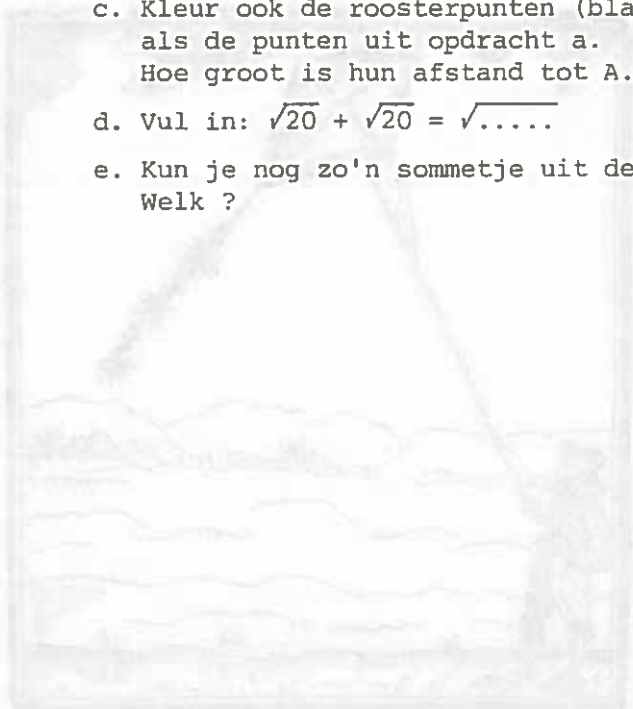 c. Kleur ook de roosterpunten (bla
als de punten uit opdracht a.
Hoe groot is hun afstand tot A.
d. Vul in: √20 + √20 = √.....
e. Kun je nog zo'n sommetje uit de
Welk ?